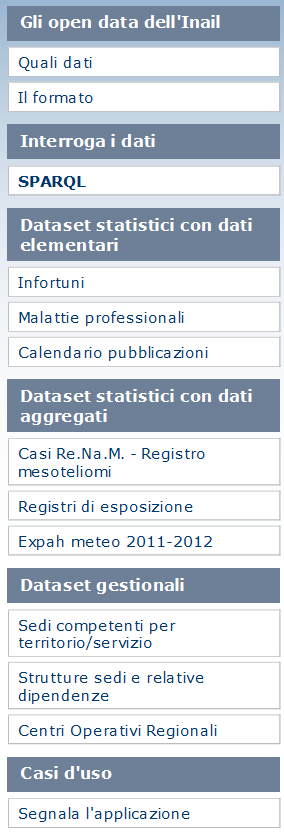 Gli open data dell'Inail
Quali dati
Il formato
Interroga i dati
SPARQL
Dataset statistici con dati
elementari
Infortuni
Malattie professionali
Calendario pubblicazioni
Dataset statistici con dati
aggregati
Casi Re.Na.M. - Registro
mesoteliomi
Registri di esposizione
Expah meteo 2011-2012
Dataset gestionali
Sedi competenti per
territorio/servizio
Strutture sedi e relative
dipendenze
Centri Operativi Regionali
Casi d'uso
Segnala l'applicazione